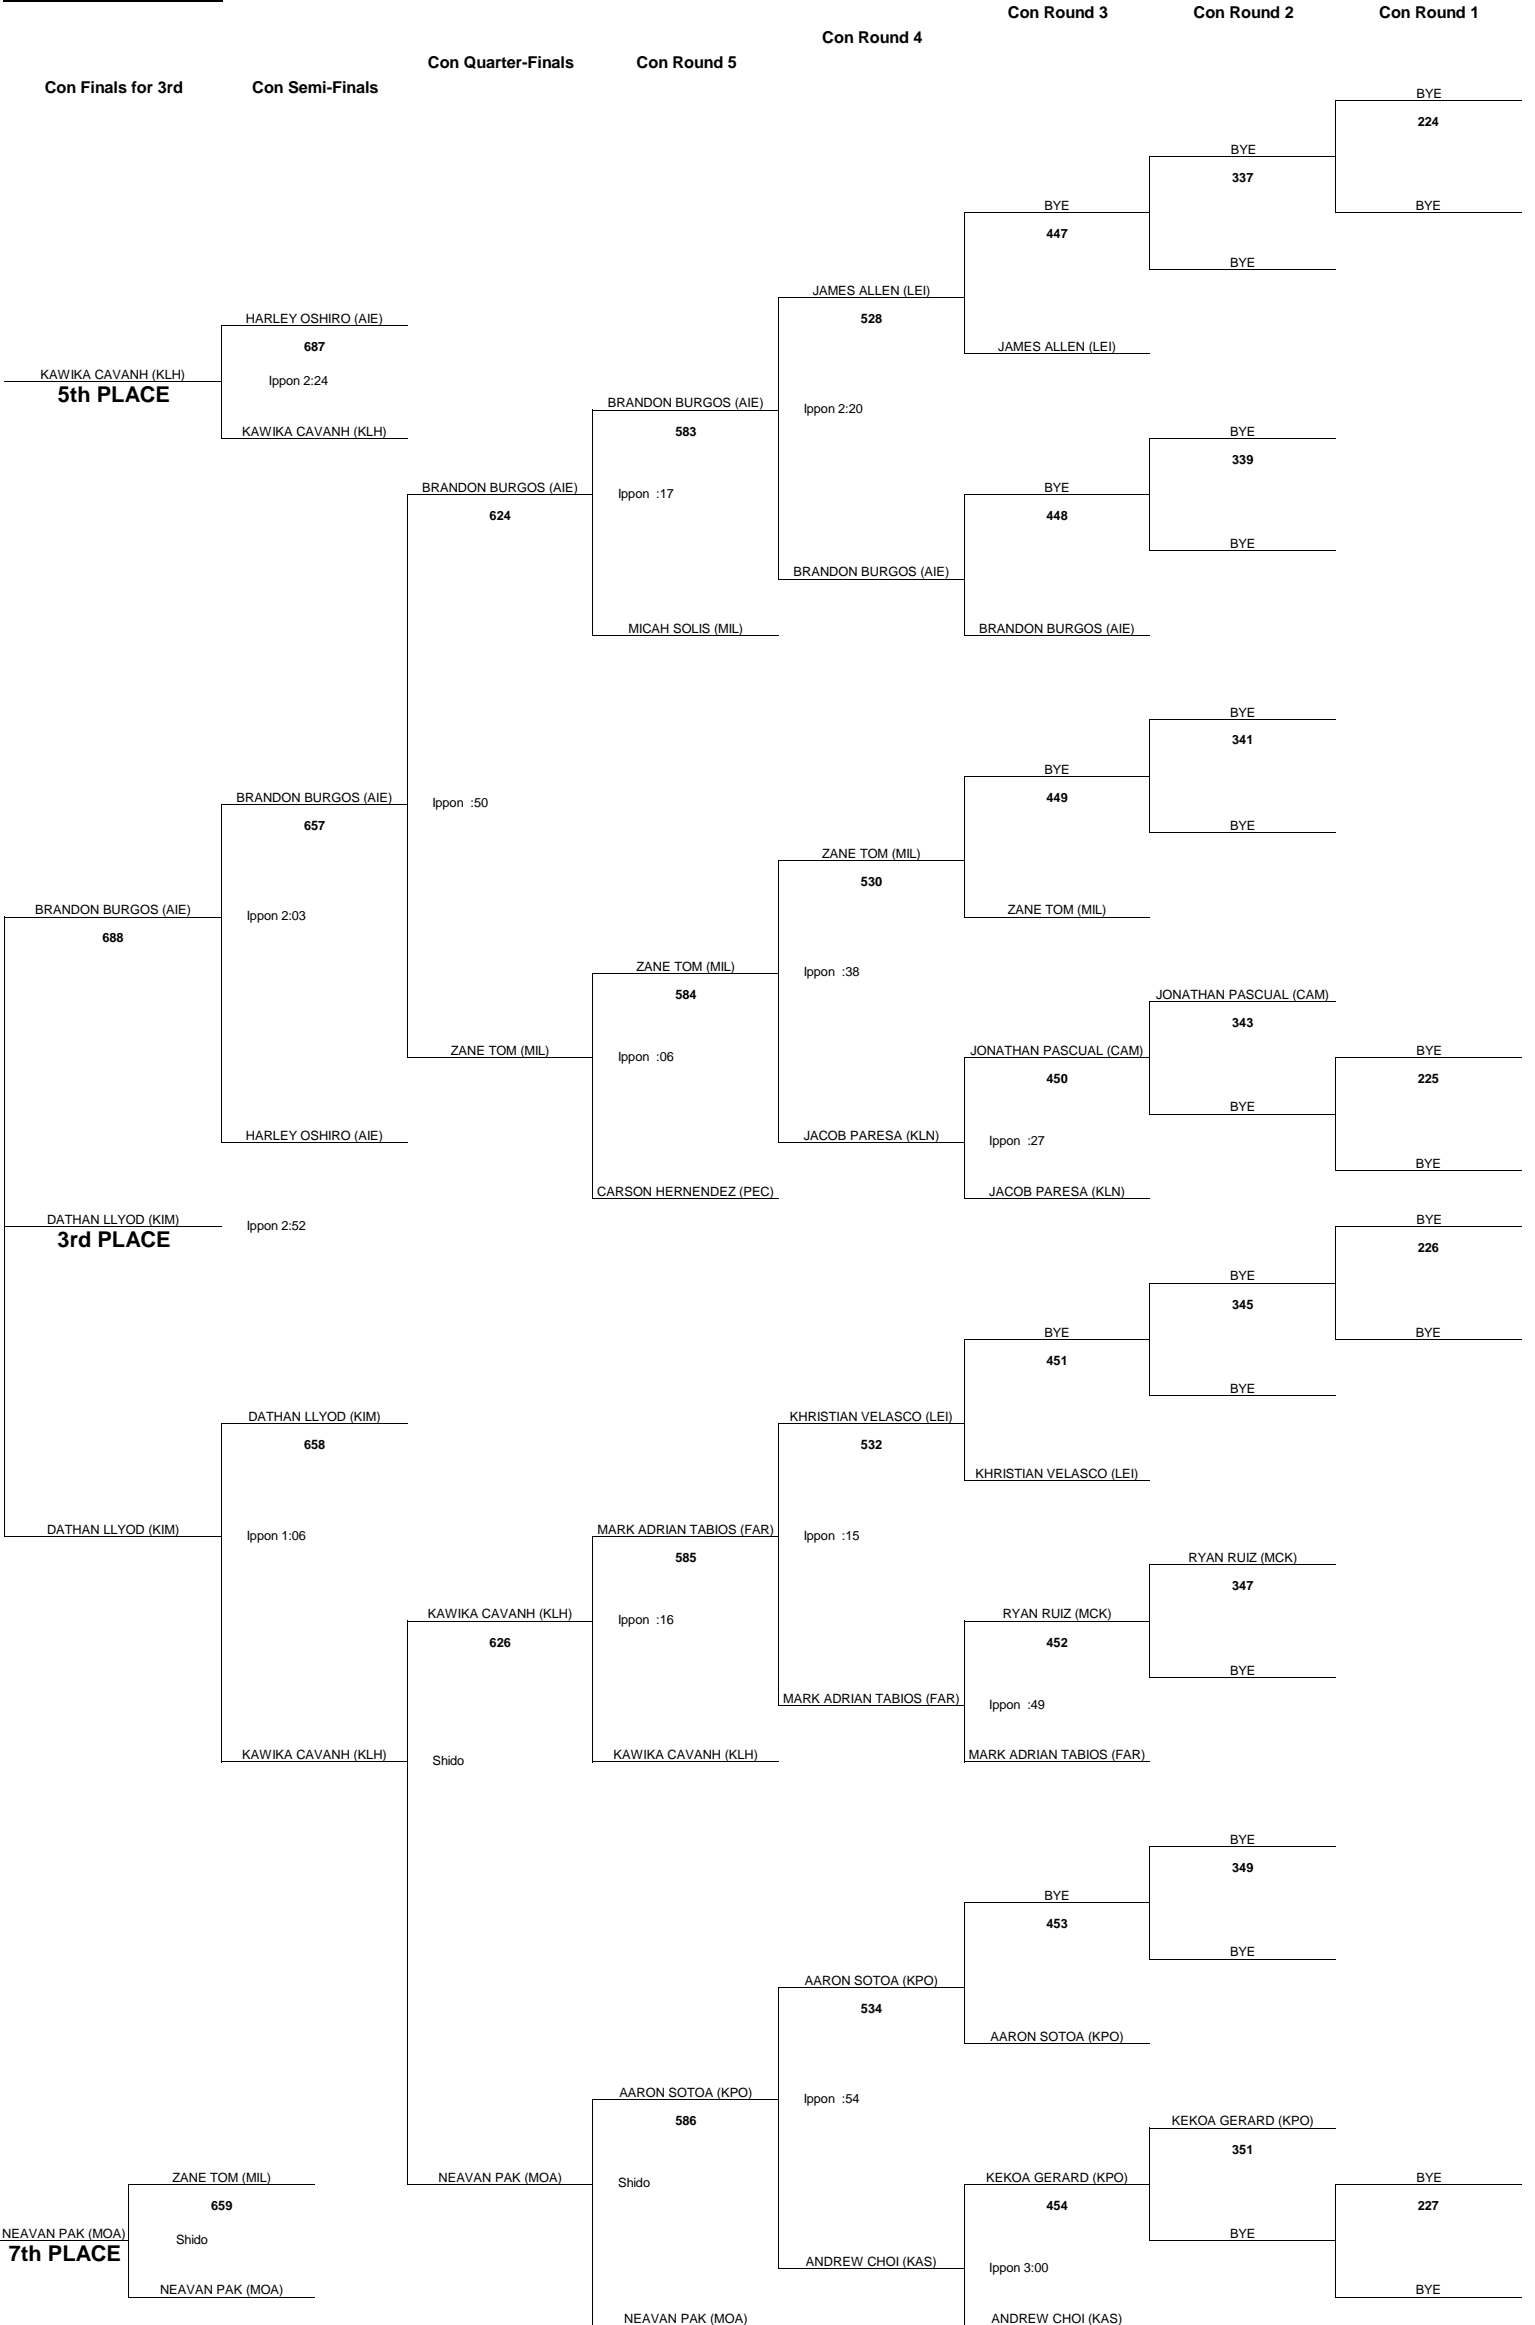 Con Round 3 Con Round 2 Con Round 1
Con Round 4
Con Quarter-Finals Con Round 5
Con Finals for 3rd Con Semi-Finals
BYE
224
BYE
337
BYE BYE
447
BYE
JAMES ALLEN (LEI)
HARLEY OSHIRO (AIE) 528
687 JAMES ALLEN (LEI)
KAWIKA CAVANH (KLH) Ippon 2:24
5th PLACE
BRANDON BURGOS (AIE) Ippon 2:20
KAWIKA CAVANH (KLH) 583 BYE
339
BRANDON BURGOS (AIE) Ippon :17 BYE
624 448
BYE
BRANDON BURGOS (AIE)
MICAH SOLIS (MIL) BRANDON BURGOS (AIE)
BYE
341
BYE
BRANDON BURGOS (AIE) Ippon :50 449
657 BYE
ZANE TOM (MIL)
530
BRANDON BURGOS (AIE) Ippon 2:03 ZANE TOM (MIL)
688
ZANE TOM (MIL) Ippon :38
584 JONATHAN PASCUAL (CAM)
343
ZANE TOM (MIL) Ippon :06 JONATHAN PASCUAL (CAM) BYE
450 225
BYE
HARLEY OSHIRO (AIE) JACOB PARESA (KLN) Ippon :27
BYE
CARSON HERNENDEZ (PEC) JACOB PARESA (KLN)
DATHAN LLYOD (KIM) Ippon 2:52 BYE
3rd PLACE 226
BYE
345
BYE BYE
451
BYE
DATHAN LLYOD (KIM) KHRISTIAN VELASCO (LEI)
658 532
KHRISTIAN VELASCO (LEI)
DATHAN LLYOD (KIM) Ippon 1:06 MARK ADRIAN TABIOS (FAR) Ippon :15
585 RYAN RUIZ (MCK)
347
KAWIKA CAVANH (KLH) Ippon :16 RYAN RUIZ (MCK)
626 452
BYE
MARK ADRIAN TABIOS (FAR) Ippon :49
KAWIKA CAVANH (KLH) Shido KAWIKA CAVANH (KLH) MARK ADRIAN TABIOS (FAR)
BYE
349
BYE
453
BYE
AARON SOTOA (KPO)
534
AARON SOTOA (KPO)
AARON SOTOA (KPO) Ippon :54
586 KEKOA GERARD (KPO)
351
ZANE TOM (MIL) NEAVAN PAK (MOA) Shido KEKOA GERARD (KPO) BYE
659 454 227
NEAVAN PAK (MOA) Shido BYE
7th PLACE
ANDREW CHOI (KAS) Ippon 3:00
NEAVAN PAK (MOA) BYE
NEAVAN PAK (MOA) ANDREW CHOI (KAS)